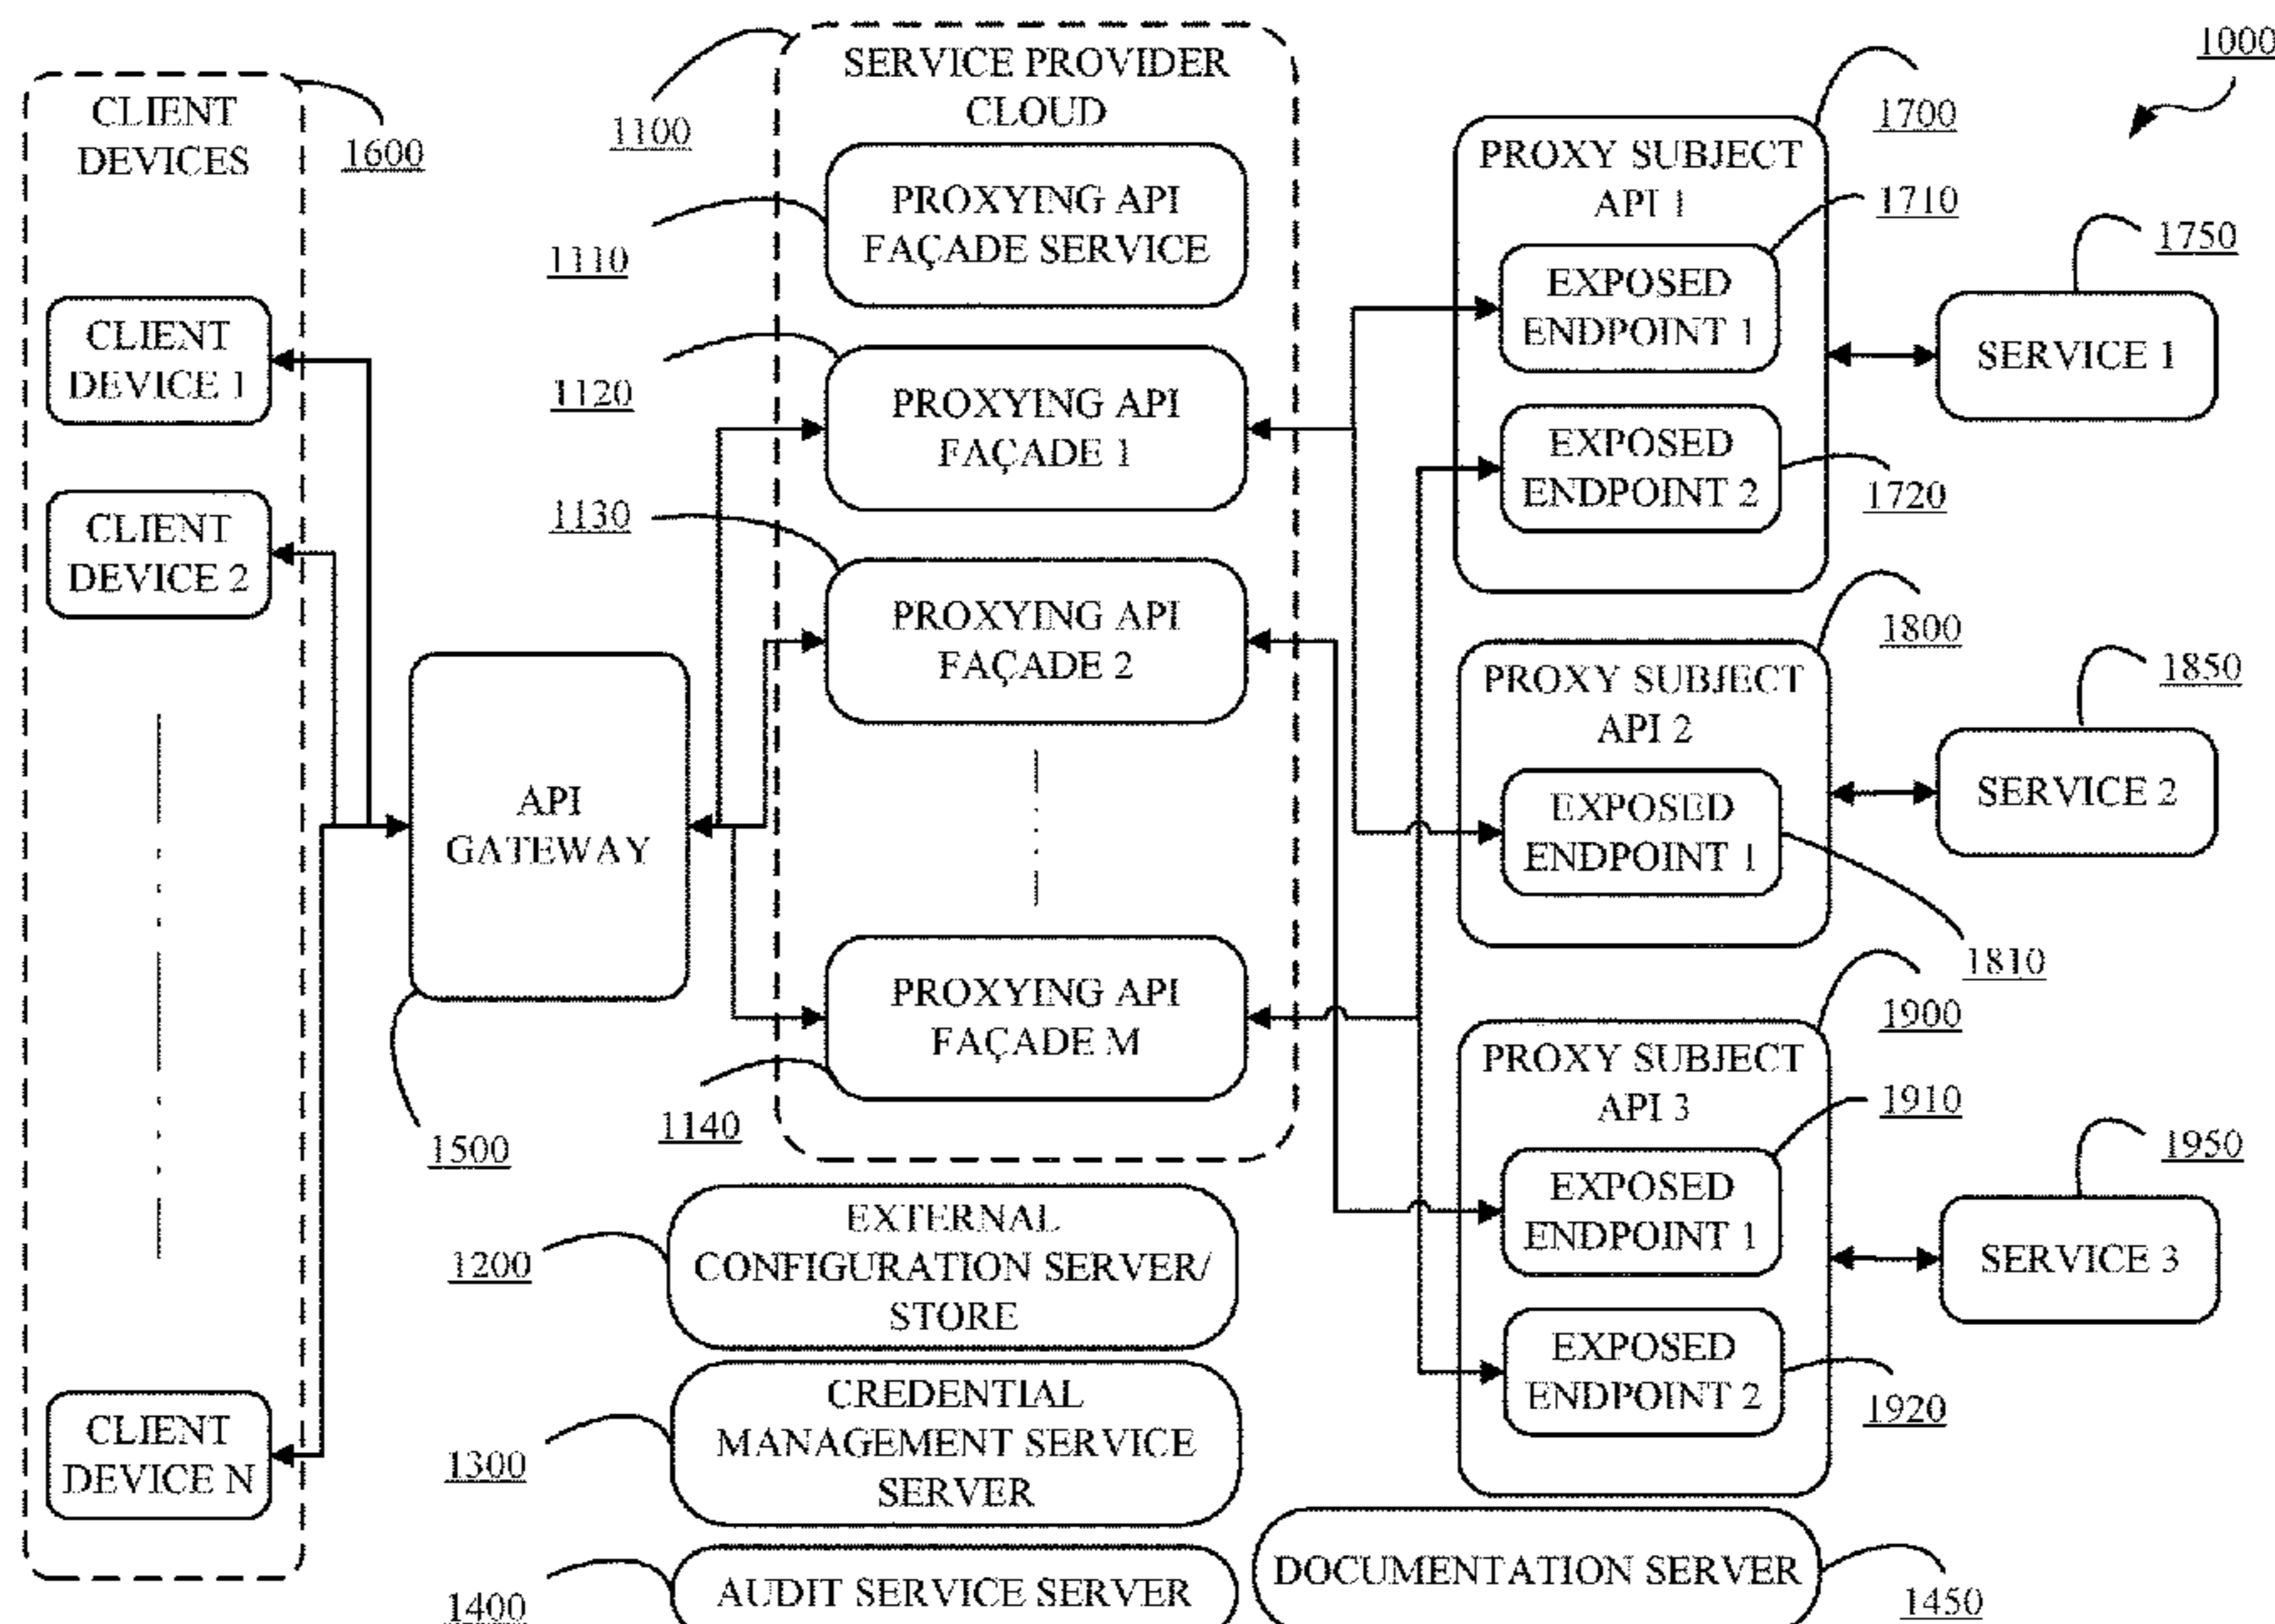 1000
CLIENT
DEVICES
1600
CLIENT
DEVICE 1
CLIENT
DEVICE 2
CLIENT
DEVICE N
API
GATEWAY
1500
SERVICE PROVIDER
CLOUD
1100
PROXYING API
FAÇADE SERVICE
1110
PROXYING API
FAÇADE 1
1120
PROXYING API
FAÇADE 2
1130
PROXYING API
FAÇADE M
1140
EXTERNAL
CONFIGURATION SERVER/
STORE
1200
CREDENTIAL
MANAGEMENT SERVICE
SERVER
1300
AUDIT SERVICE SERVER
1400
PROXY SUBJECT
API 1
1700
EXPOSED
ENDPOINT 1
1710
EXPOSED
ENDPOINT 2
1720
SERVICE 1
1750
PROXY SUBJECT
API 2
1800
EXPOSED
ENDPOINT 1
1810
SERVICE 2
1850
PROXY SUBJECT
API 3
1900
EXPOSED
ENDPOINT 1
1910
EXPOSED
ENDPOINT 2
1920
SERVICE 3
1950
DOCUMENTATION SERVER
1450